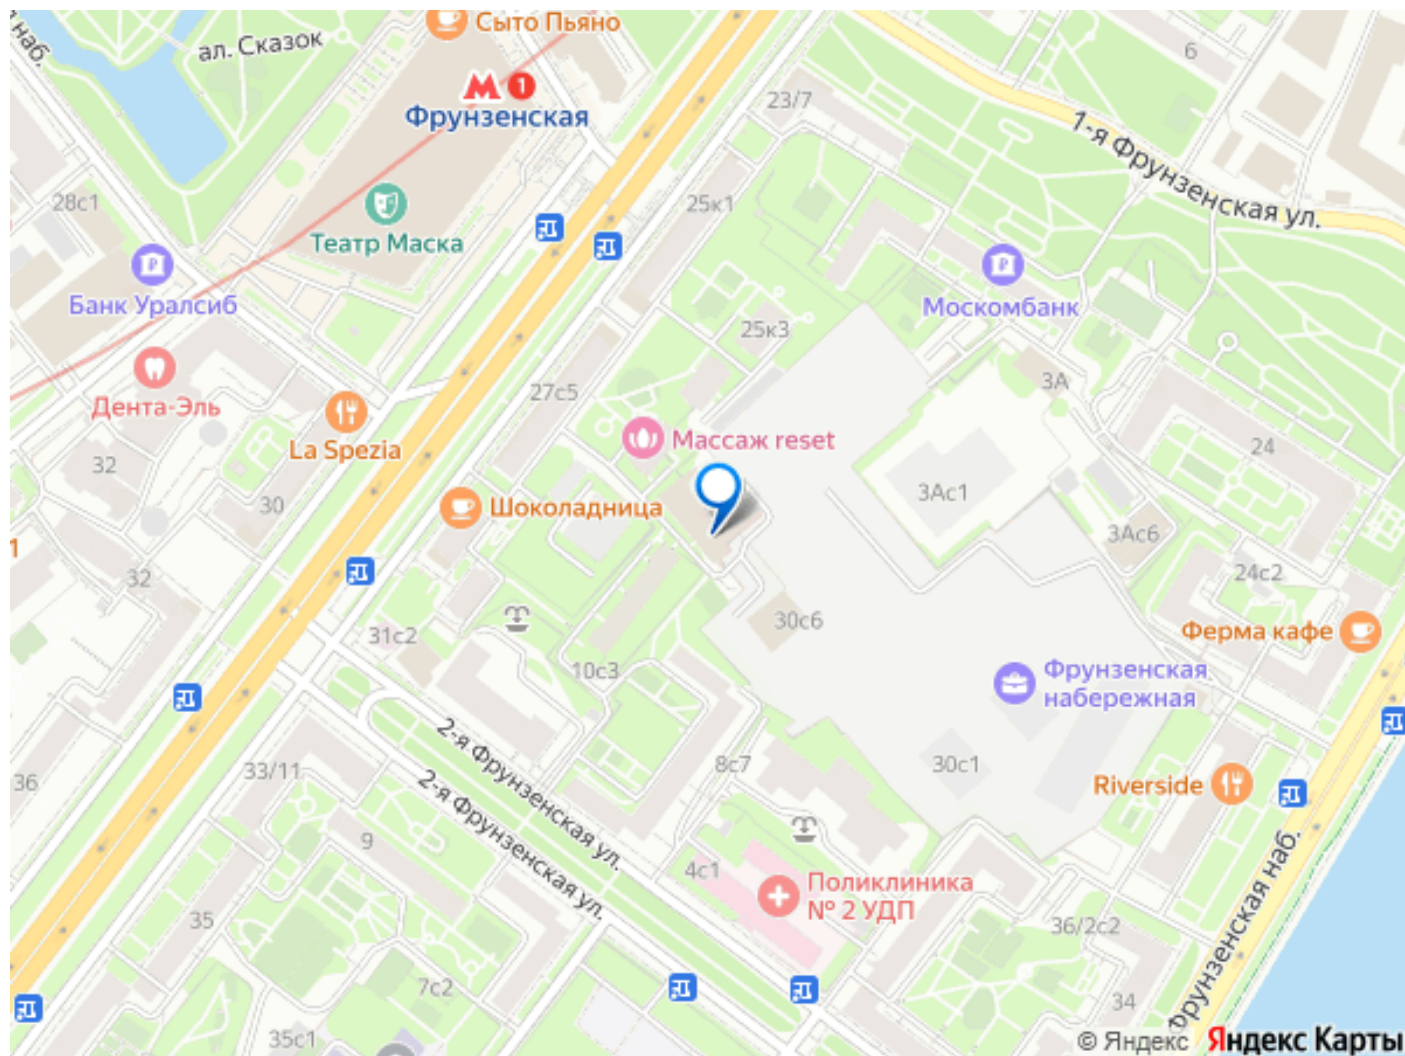 1 наб.
ал. Сказок
Сыто Пьяно
М 1
Фрунзенская
6
23/7
1-я Фрунзенская ул.
28с1
25к1
Театр Маска
Банк Уралсиб
Москомбанк
25к3
3А
27с5
Дента-Эль
La Spezia
Массаж reset
24
32
30
3Ас1
Шоколадница
3Ас6
1
32
24с2
30с6
Ферма кафе
31с2
10с3
Фрунзенская
набережная
36
33/11
2-я Фрунзенская ул.
2-я Фрунзенская ул.
8с7
30с1
Riverside
9
4с1
Поликлиника
№ 2 УДП
Фрунзенская наб.
35
36/2с2
7с2
34
35с1
© Яндекс Яндекс Карты